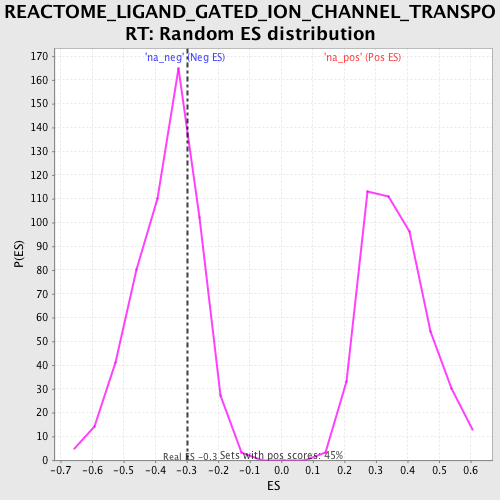 REACTOME_LIGAND_GATED_ION_CHANNEL_TRANSPO
RT: Random ES distribution
'na_neg' (Neg ES) 'na_pos' (Pos ES)
170
160
150
140
130
120
110
100
90
80
70
60
50
40
30
20
10
0
P(ES)
Real ES -0.3 Sets with pos scores: 45%
-0.7 -0.6 -0.5 -0.4 -0.3 -0.2 -0.1 0.0 0.1 0.2 0.3 0.4 0.5 0.6
ES